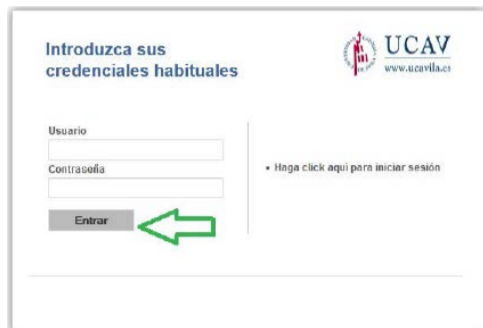 Introduzca sus
credenciales habituales
UCAV
www.ucavila.es
Usuario
Contraseña
• Haga click aquí para iniciar sesión
Entrar